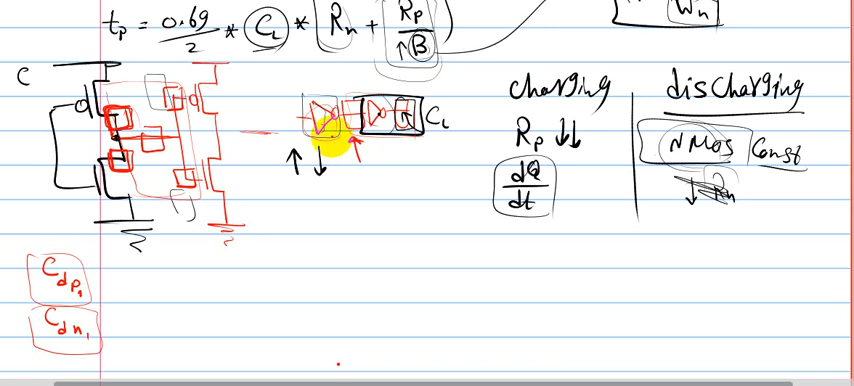 tp = 0.69/2 * CL * (Rn + Rp/↑B)
Wn
C
CL
↑ ↓
charging
Rp ↓↓
dQ/dt
discharging
NMOS Const
↓ Rn
Cdp1
Cdn1